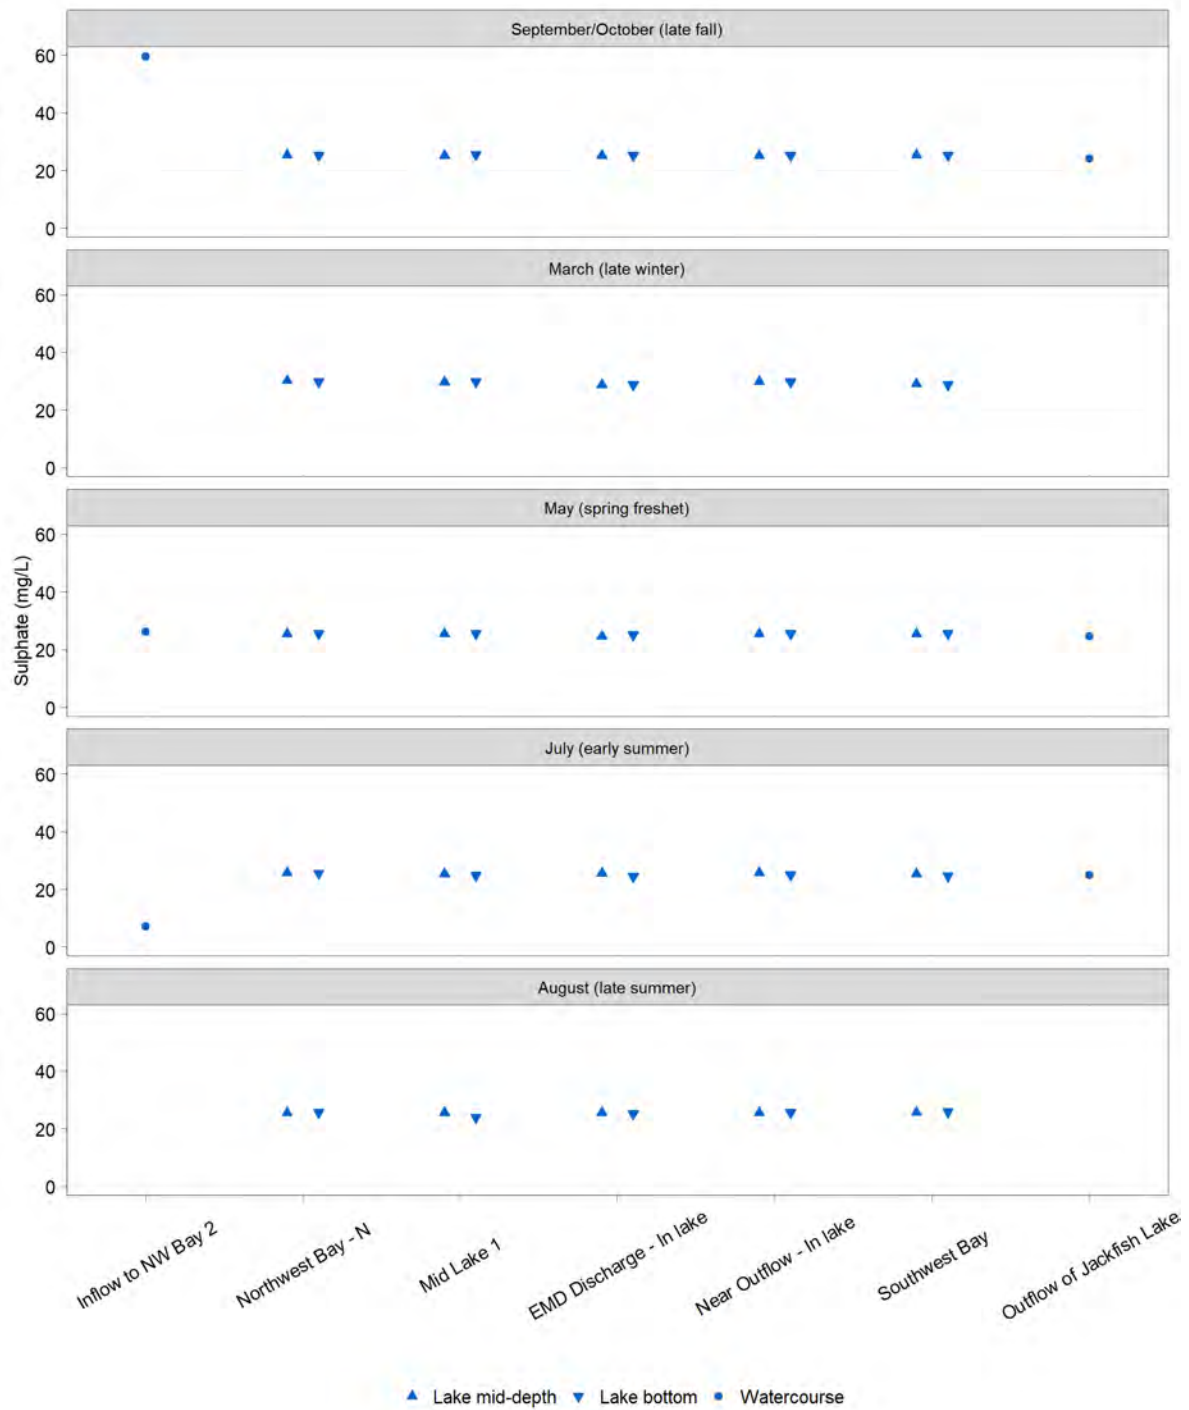 September/October (late fall)
60
40
20
0
March (late winter)
60
40
20
0
May (spring freshet)
60
40
20
0
Sulphate (mg/L)
July (early summer)
60
40
20
0
August (late summer)
60
40
20
0
Inflow to NW Bay 2
Northwest Bay - N
Mid Lake 1
EMD Discharge - In lake
Near Outflow - In lake
Southwest Bay
Outflow of Jackfish Lake
Lake mid-depth Lake bottom Watercourse